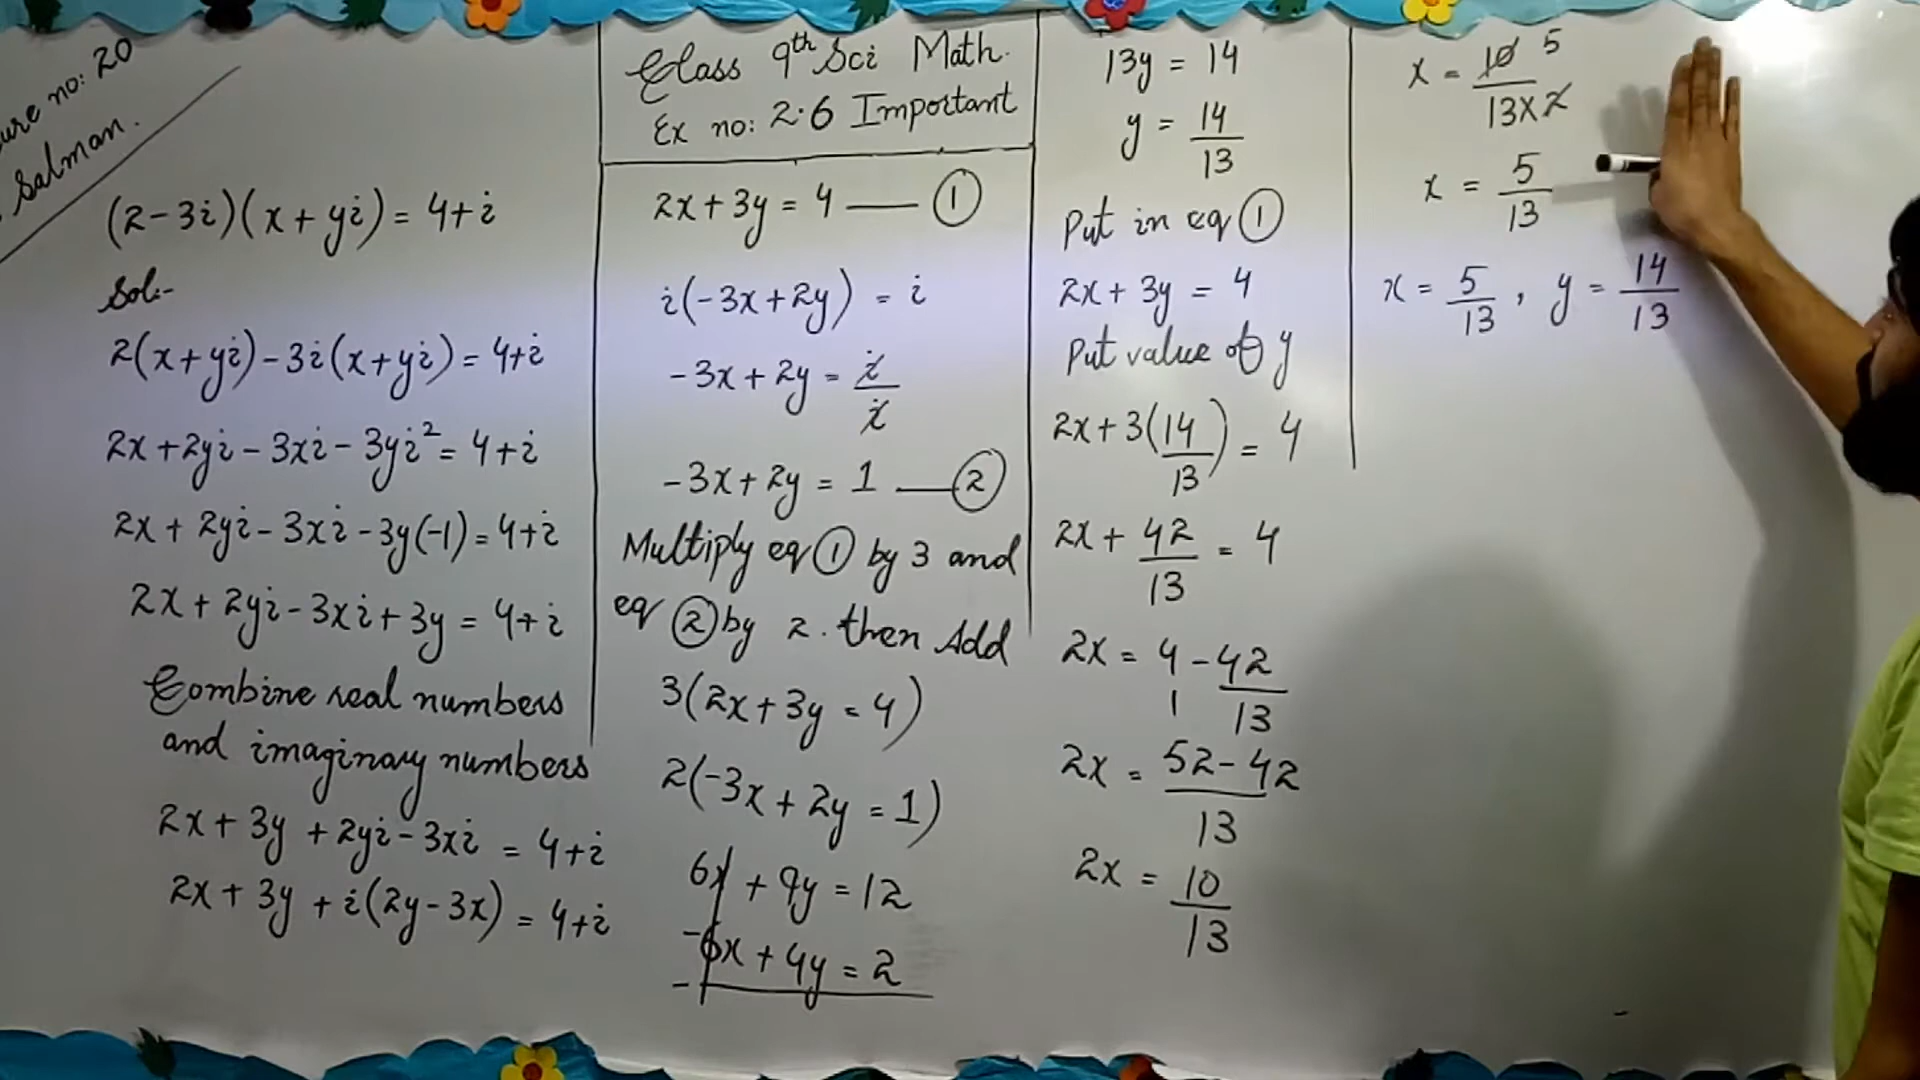 ure no: 20
Salman.
(2-3i)(x+yi) = 4+i
Sol:-
2(x+yi)-3i(x+yi) = 4+i
2x+2yi-3xi-3yi² = 4+i
2x+2yi-3xi-3y(-1) = 4+i
2x+2yi-3xi+3y = 4+i
Combine real numbers
and imaginary numbers
2x+3y+2yi-3xi = 4+i
2x+3y+i(2y-3x) = 4+i
Class 9th Sci Math.
Ex no: 2.6 Important
2x+3y = 4 —— ①
i(-3x+2y) = i
-3x+2y = i/i
-3x+2y = 1 —— ②
Multiply eq ① by 3 and
eq ② by 2. then Add
3(2x+3y = 4)
2(-3x+2y = 1)
6x+9y = 12
-6x+4y = 2
13y = 14
y = 14/13
Put in eq ①
2x+3y = 4
Put value of y
2x+3(14/13) = 4
2x+42/13 = 4
2x = 4/1 - 42/13
2x = 52-42/13
2x = 10/13
x = 10 5/13x2
x = 5/13
x = 5/13, y = 14/13